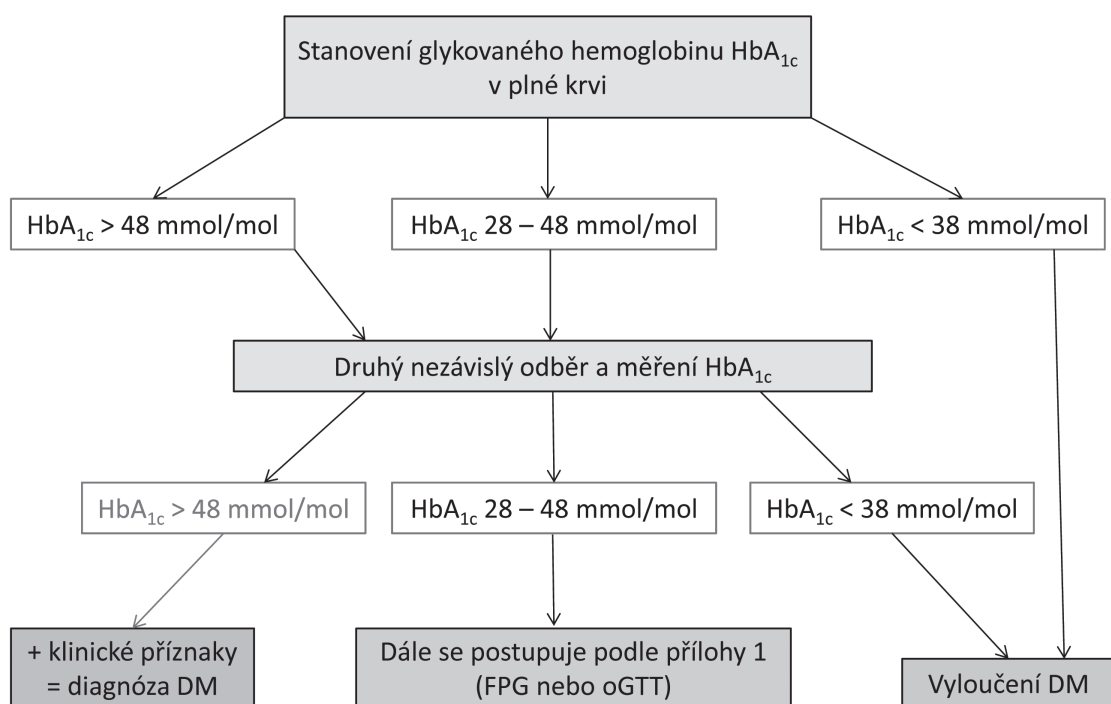 Stanovení glykovaného hemoglobinu HbA1c
v plné krvi
HbA1c > 48 mmol/mol
HbA1c 28 – 48 mmol/mol
HbA1c < 38 mmol/mol
Druhý nezávislý odběr a měření HbA1c
HbA1c > 48 mmol/mol
HbA1c 28 – 48 mmol/mol
HbA1c < 38 mmol/mol
+ klinické příznaky
= diagnóza DM
Dále se postupuje podle přílohy 1
(FPG nebo oGTT)
Vyloučení DM